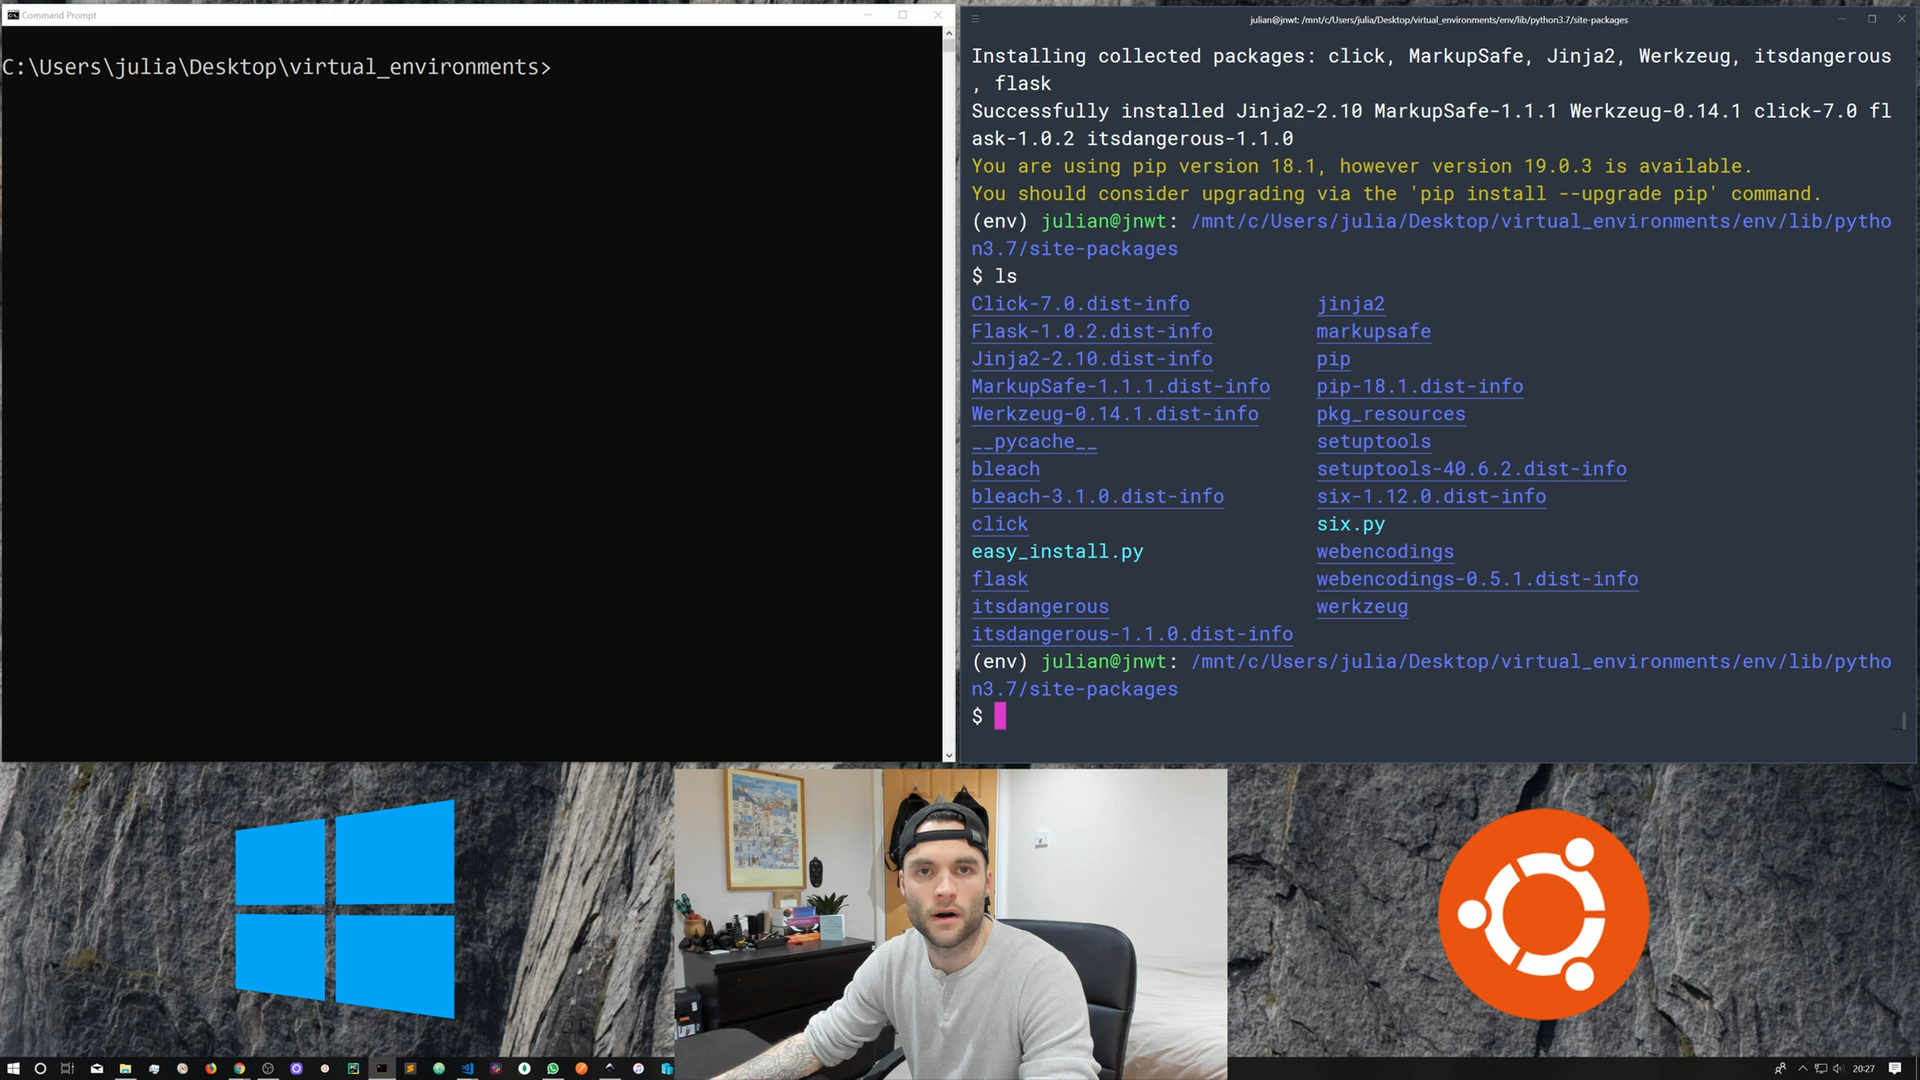 Command Prompt
C:\Users\julia\Desktop\virtual_environments>
julian@jnwt: /mnt/c/Users/julia/Desktop/virtual_environments/env/lib/python3.7/site-packages
Installing collected packages: click, MarkupSafe, Jinja2, Werkzeug, itsdangerous
, flask
Successfully installed Jinja2-2.10 MarkupSafe-1.1.1 Werkzeug-0.14.1 click-7.0 fl
ask-1.0.2 itsdangerous-1.1.0
You are using pip version 18.1, however version 19.0.3 is available.
You should consider upgrading via the 'pip install --upgrade pip' command.
(env) julian@jnwt: /mnt/c/Users/julia/Desktop/virtual_environments/env/lib/pytho
n3.7/site-packages
$ ls
Click-7.0.dist-info jinja2
Flask-1.0.2.dist-info markupsafe
Jinja2-2.10.dist-info pip
MarkupSafe-1.1.1.dist-info pip-18.1.dist-info
Werkzeug-0.14.1.dist-info pkg_resources
__pycache__ setuptools
bleach setuptools-40.6.2.dist-info
bleach-3.1.0.dist-info six-1.12.0.dist-info
click six.py
easy_install.py webencodings
flask webencodings-0.5.1.dist-info
itsdangerous werkzeug
itsdangerous-1.1.0.dist-info
(env) julian@jnwt: /mnt/c/Users/julia/Desktop/virtual_environments/env/lib/pytho
n3.7/site-packages
$
20:27